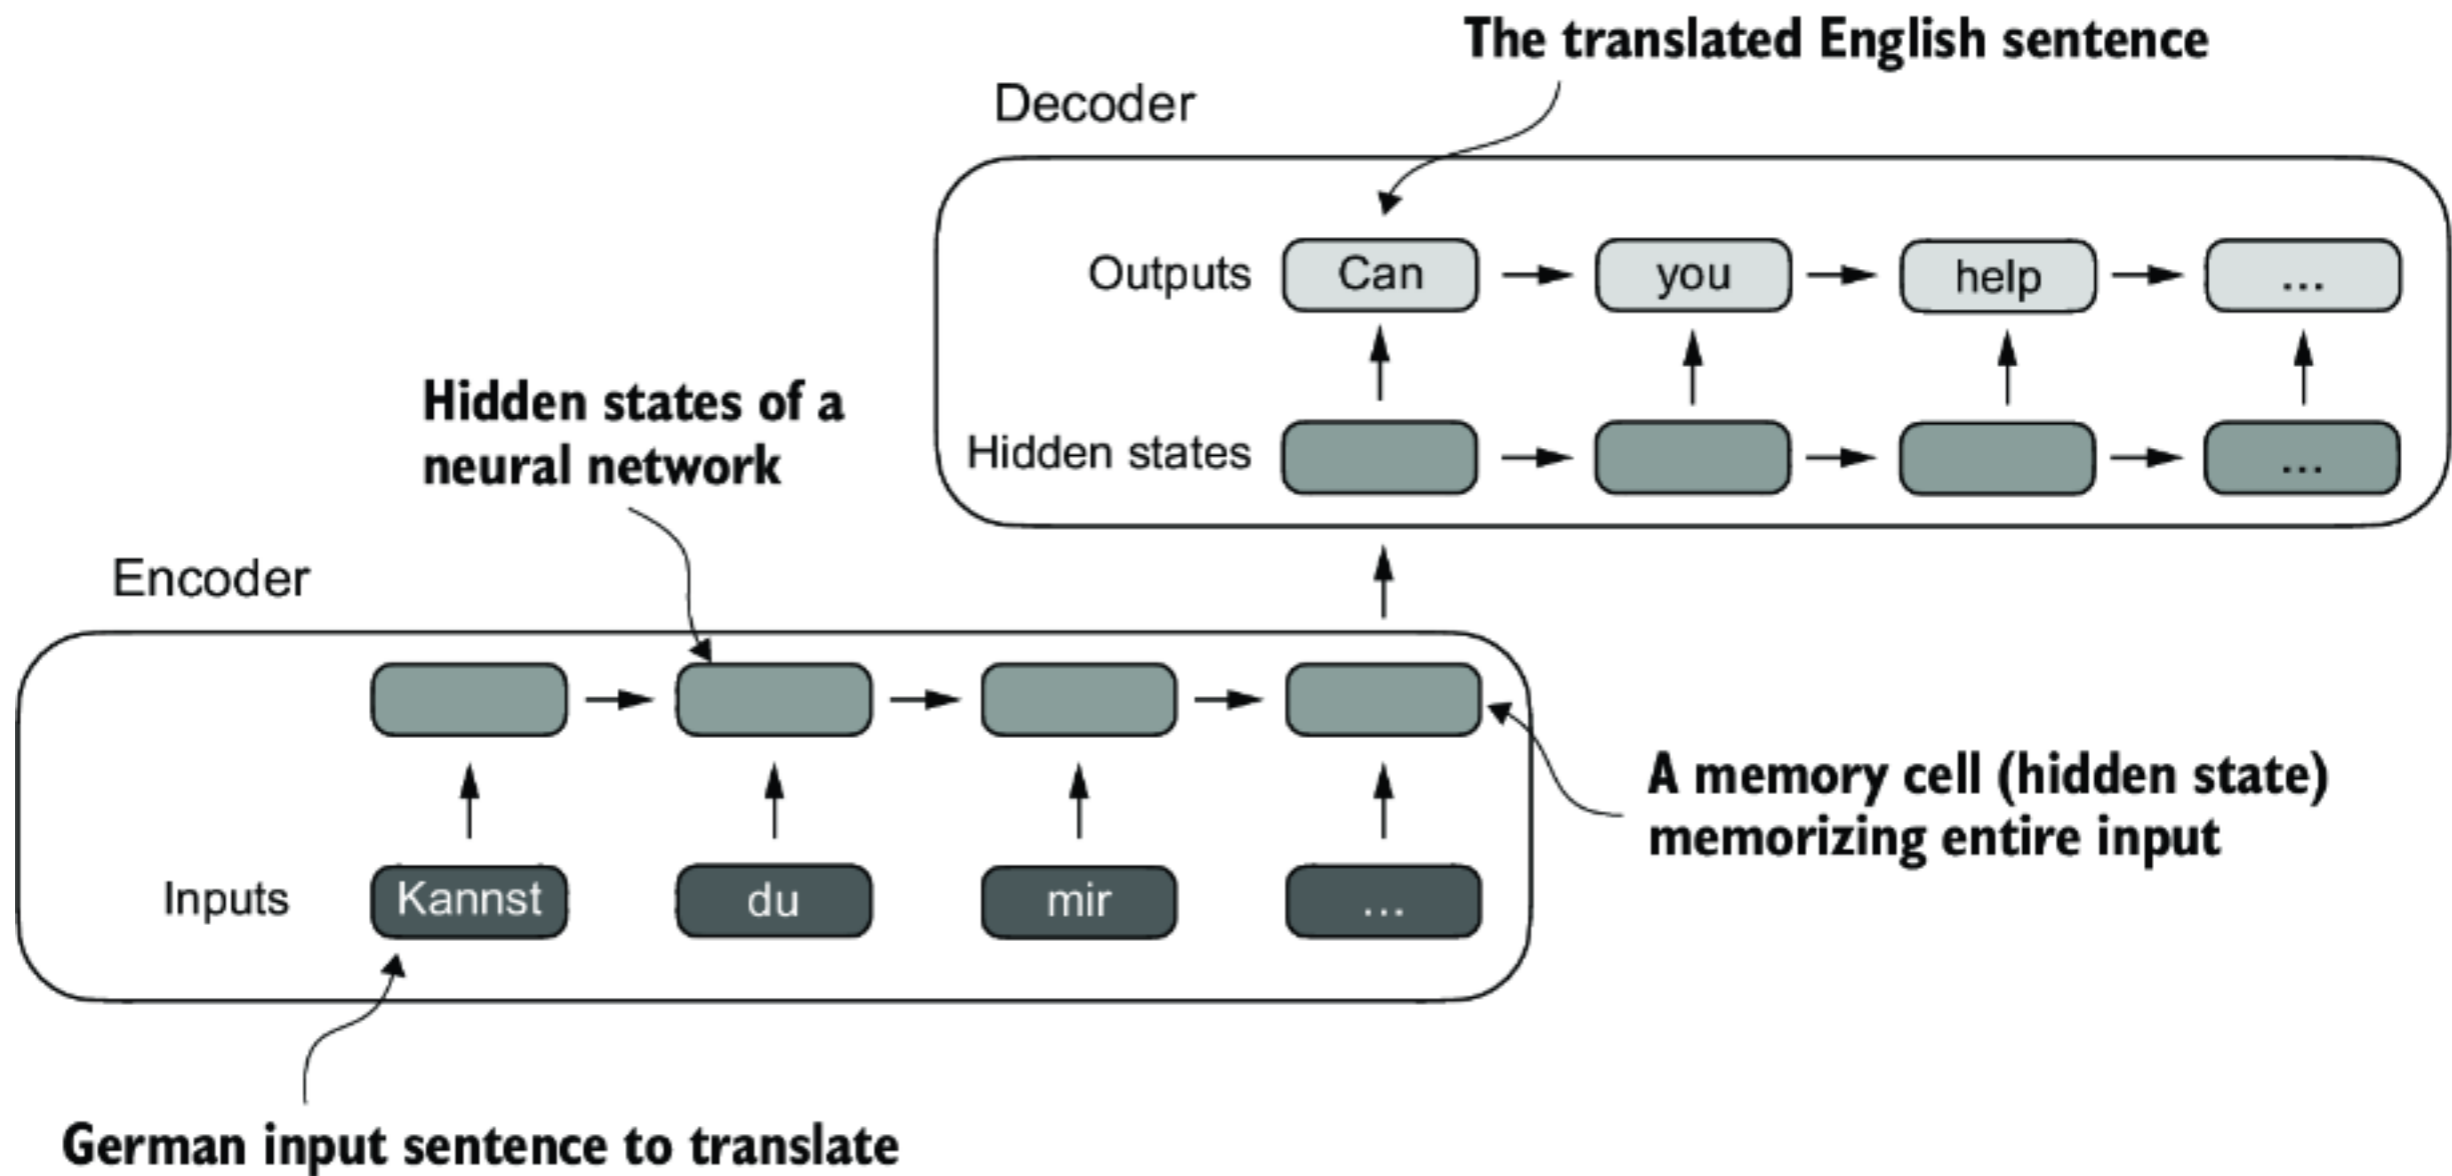 The translated English sentence
Decoder
Outputs Can you help ...
Hidden states of a
neural network
Hidden states ...
Encoder
A memory cell (hidden state)
memorizing entire input
Inputs Kannst du mir ...
German input sentence to translate